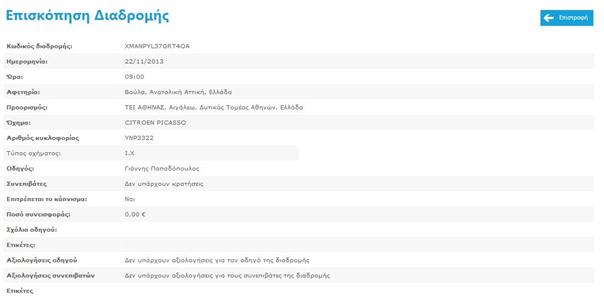 Επισκόπηση Διαδρομής
Επιστροφή
Κωδικός διαδρομής: XMANPYL37GRT4OA
Ημερομηνία: 22/11/2013
Ώρα: 09:00
Αφετηρία: Βούλα, Ανατολική Αττική, Ελλάδα
Προορισμός: ΤΕΙ ΑΘΗΝΑΣ, Αιγάλεω, Δυτικός Τομέας Αθηνών, Ελλάδα
Όχημα: CITROEN PICASSO
Αριθμός κυκλοφορίας ΥΝΡ3322
Τύπος οχήματος: Ι.Χ
Οδηγός: Γιάννης Παπαδόπουλος
Συνεπιβάτες Δεν υπάρχουν κρατήσεις
Επιτρέπεται το κάπνισμα: Ναι
Ποσό συνεισφοράς: 0,00 €
Σχόλια οδηγού:
Ετικέτες:
Αξιολογήσεις οδηγού Δεν υπάρχουν αξιολογήσεις για τον οδηγό της διαδρομής
Αξιολογήσεις συνεπιβατών Δεν υπάρχουν αξιολογήσεις για τους συνεπιβάτες της διαδρομής
Ετικέτες